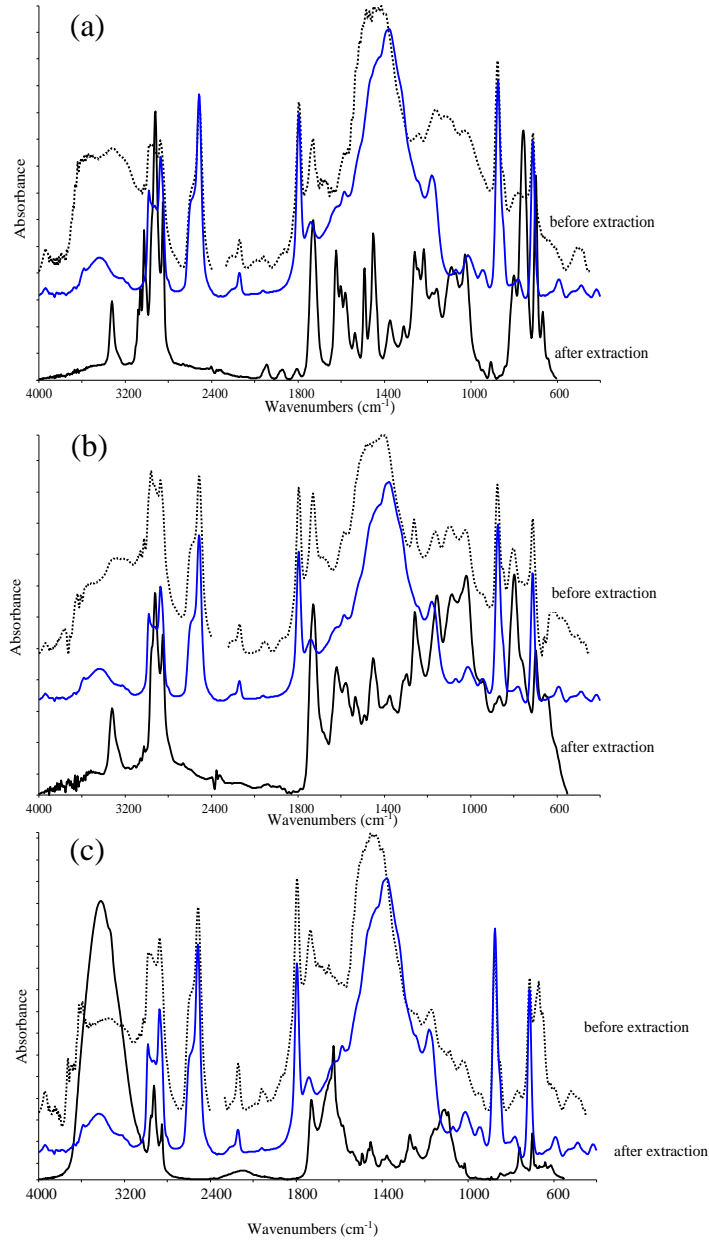 (a)
Absorbance
before extraction
after extraction
4000 3200 2400 1800 1400 1000 600
Wavenumbers (cm-1)
(b)
Absorbance
before extraction
after extraction
4000 3200 2400 1800 1400 1000 600
Wavenumbers (cm-1)
(c)
Absorbance
before extraction
after extraction
4000 3200 2400 1800 1400 1000 600
Wavenumbers (cm-1)